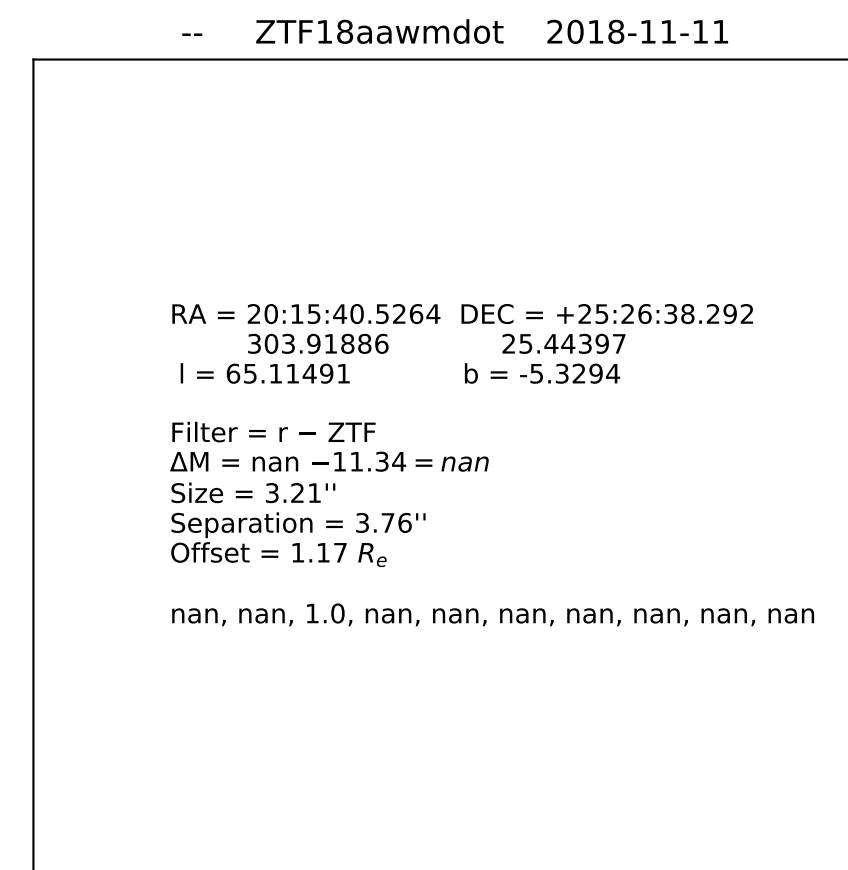 -- ZTF18aawmdot 2018-11-11
RA = 20:15:40.5264 DEC = +25:26:38.292
303.91886 25.44397
l = 65.11491 b = -5.3294
Filter = r − ZTF
ΔM = nan −11.34 = nan
Size = 3.21''
Separation = 3.76''
Offset = 1.17 Re
nan, nan, 1.0, nan, nan, nan, nan, nan, nan, nan